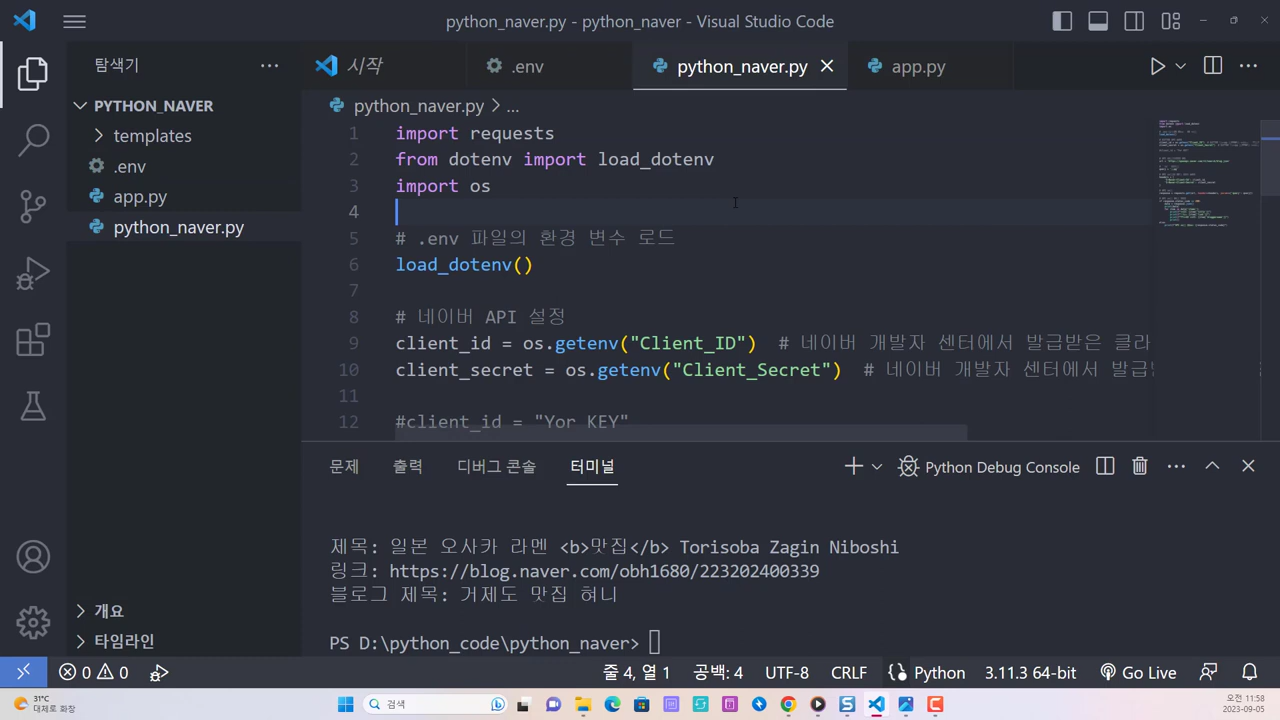 python_naver.py - python_naver - Visual Studio Code
탐색기
시작
.env
python_naver.py
app.py
PYTHON_NAVER
templates
.env
app.py
python_naver.py
python_naver.py > ...
1 import requests
2 from dotenv import load_dotenv
3 import os
4
5 # .env 파일의 환경 변수 로드
6 load_dotenv()
7
8 # 네이버 API 설정
9 client_id = os.getenv("Client_ID")  # 네이버 개발자 센터에서 발급받은 클라
10 client_secret = os.getenv("Client_Secret")  # 네이버 개발자 센터에서 발급
11
12 #client_id = "Yor KEY"
문제
출력
디버그 콘솔
터미널
Python Debug Console
제목: 일본 오사카 라멘 <b>맛집</b> Torisoba Zagin Niboshi
링크: https://blog.naver.com/obh1680/223202400339
블로그 제목: 거제도 맛집 혀니
PS D:\python_code\python_naver>
개요
타임라인
0 0
줄 4, 열 1
공백: 4
UTF-8
CRLF
Python
3.11.3 64-bit
Go Live
31°C
대체로 화창
검색
오전 11:58
2023-09-05